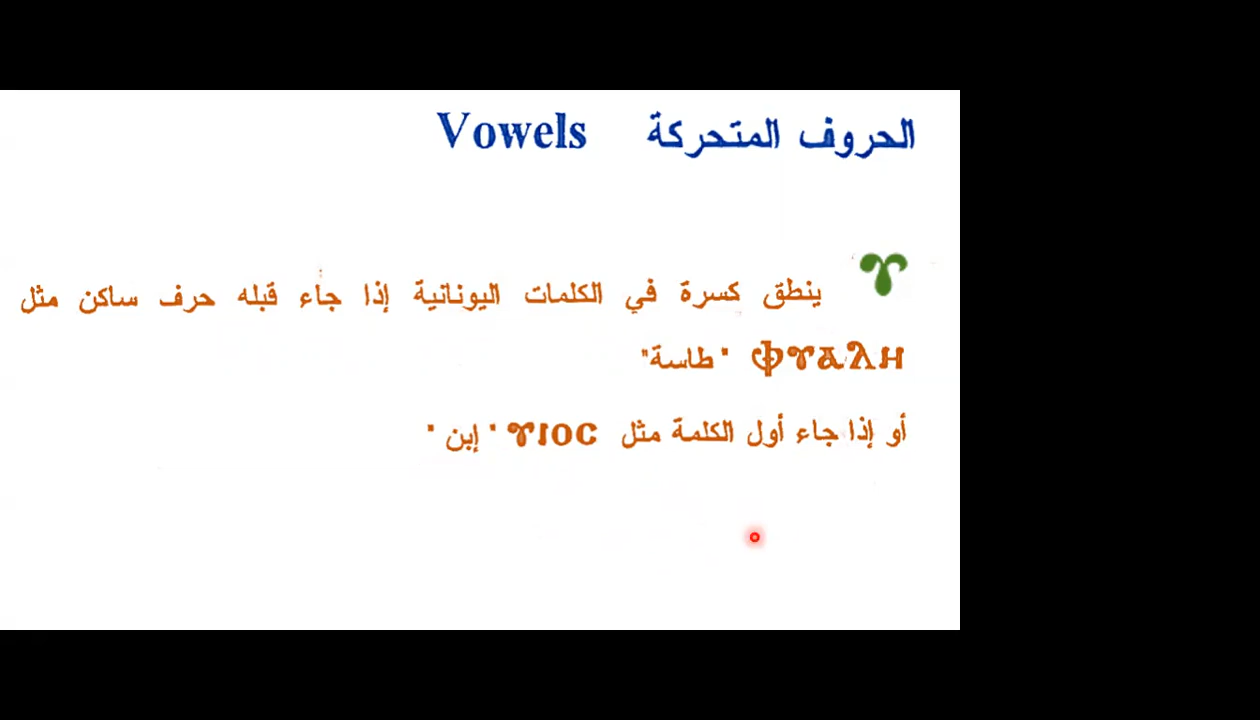 الحروف المتحركة Vowels
ⲩ ينطق كسرة في الكلمات اليونانية إذا جاء قبله حرف ساكن مثل
ⲫⲩⲁⲗⲏ "طاسة"
أو إذا جاء أول الكلمة مثل ⲩⲓⲟⲥ "إبن"